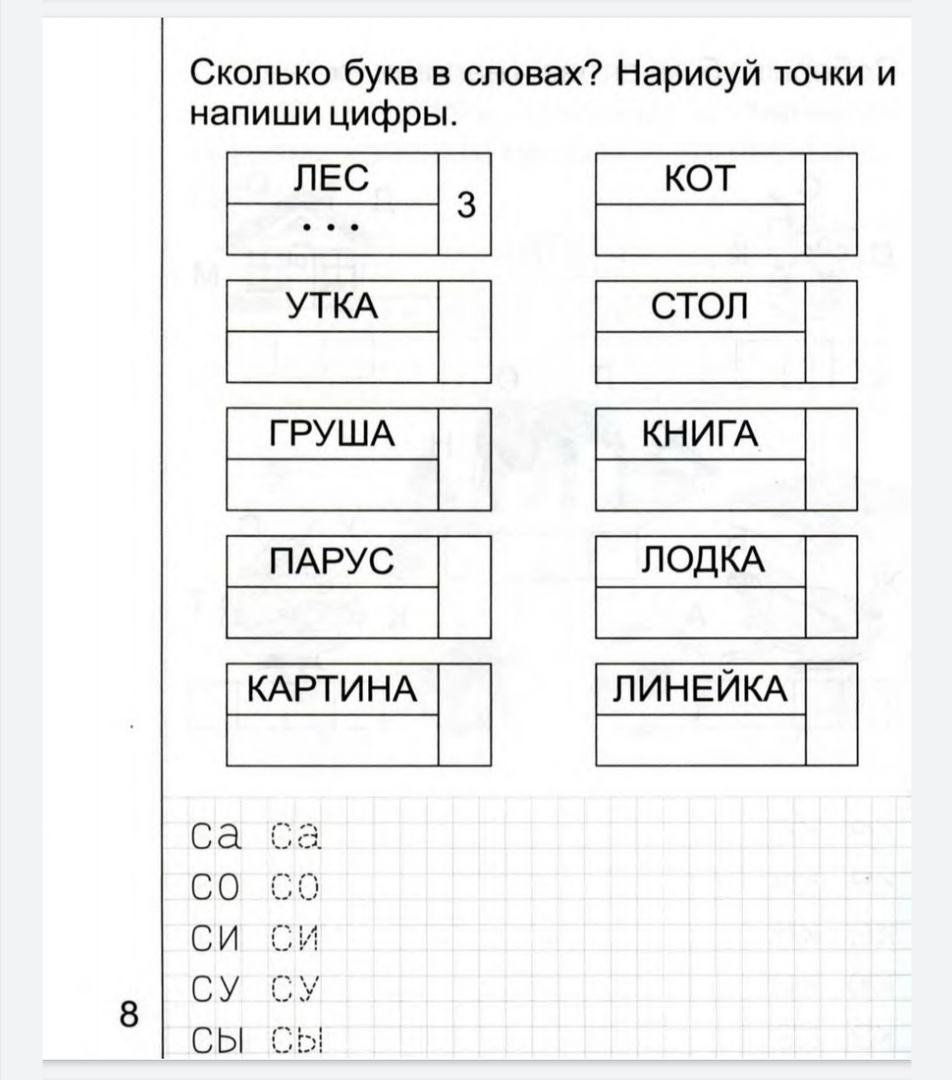 Сколько букв в словах? Нарисуй точки и
напиши цифры.
ЛЕС 3 КОТ
УТКА СТОЛ
ГРУША КНИГА
ПАРУС ЛОДКА
КАРТИНА ЛИНЕЙКА
са са
со со
си си
су су
8
сы сы